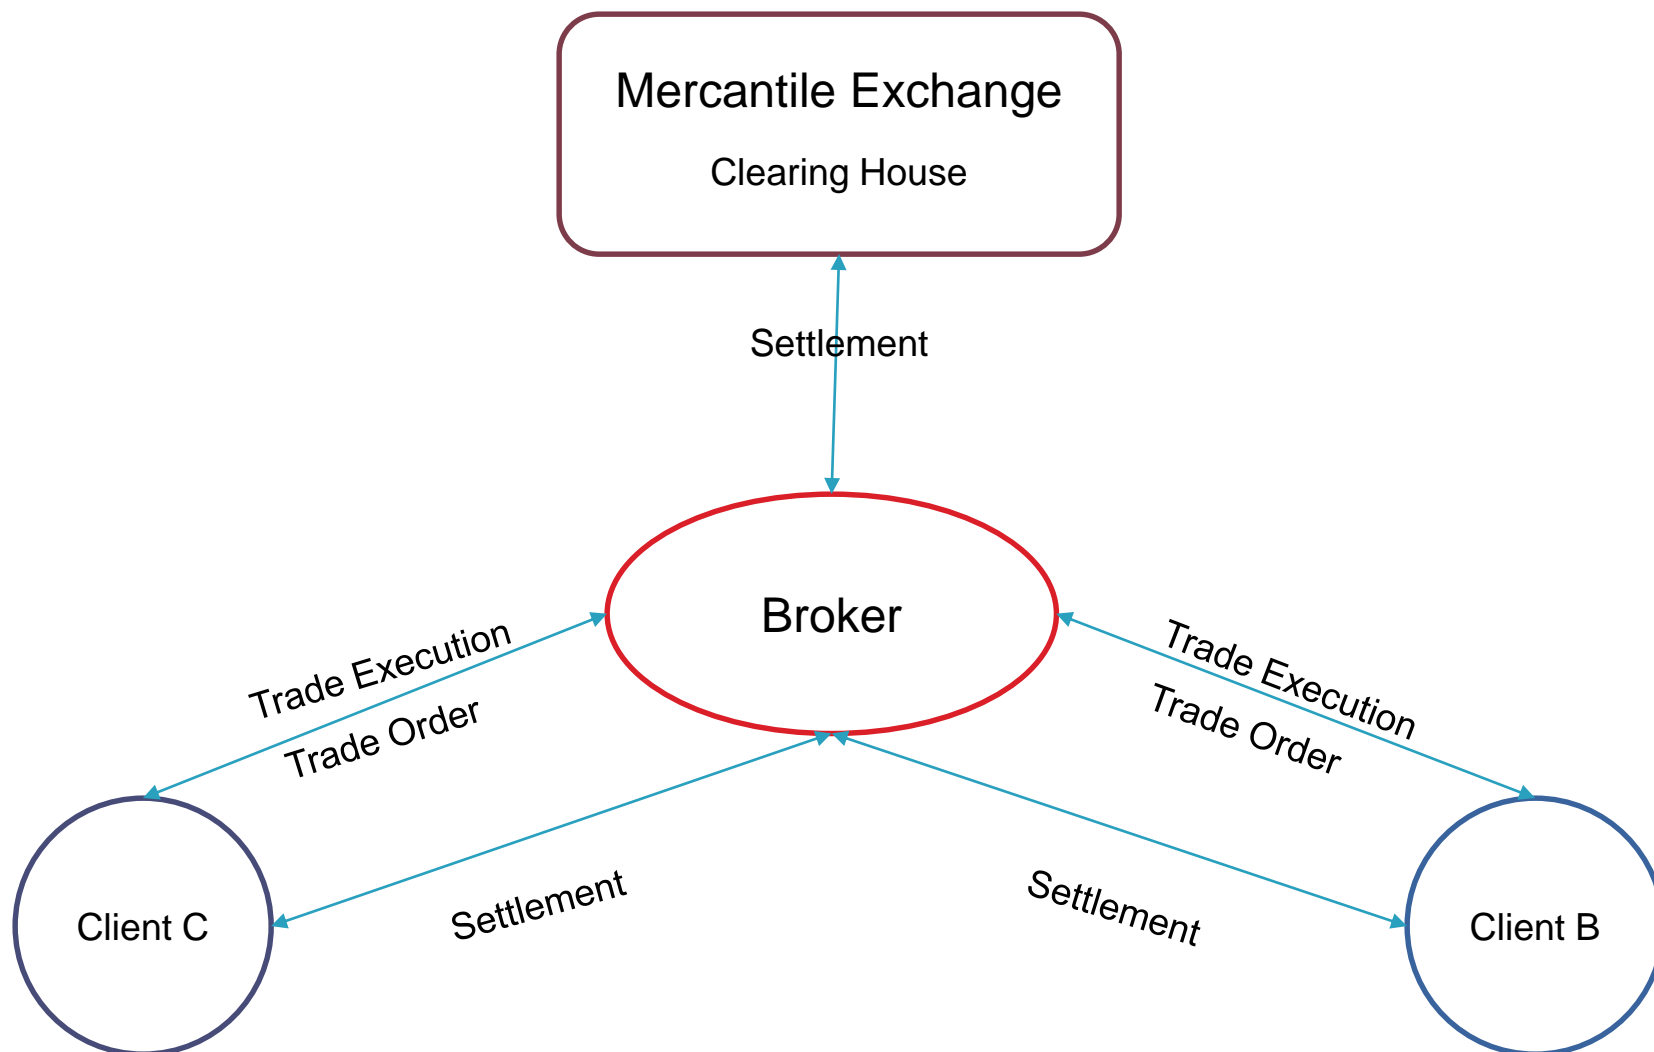 Mercantile Exchange
Clearing House
Settlement
Broker
Trade Execution
Trade Order
Trade Execution
Trade Order
Settlement
Settlement
Client C
Client B